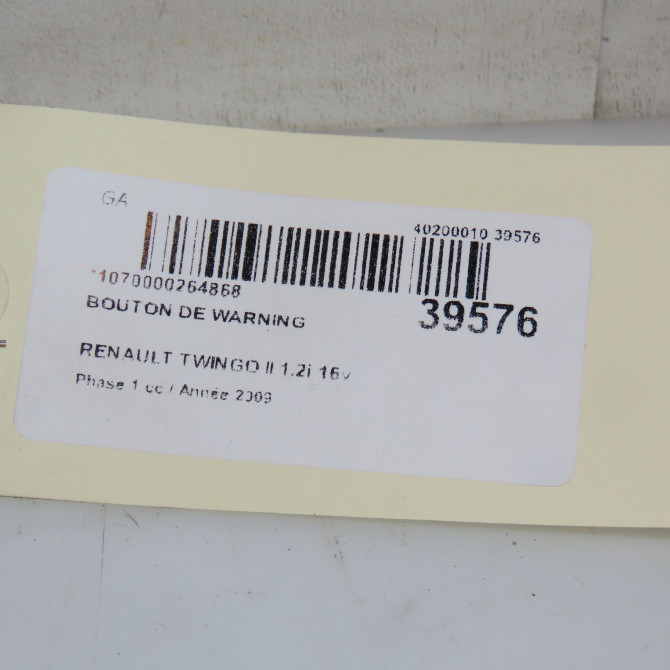 GA
40200010 39576
*1070000264868
39576
BOUTON DE WARNING
RENAULT TWINGO II 1.2i 16v
Phase 1 cc / Année 2009